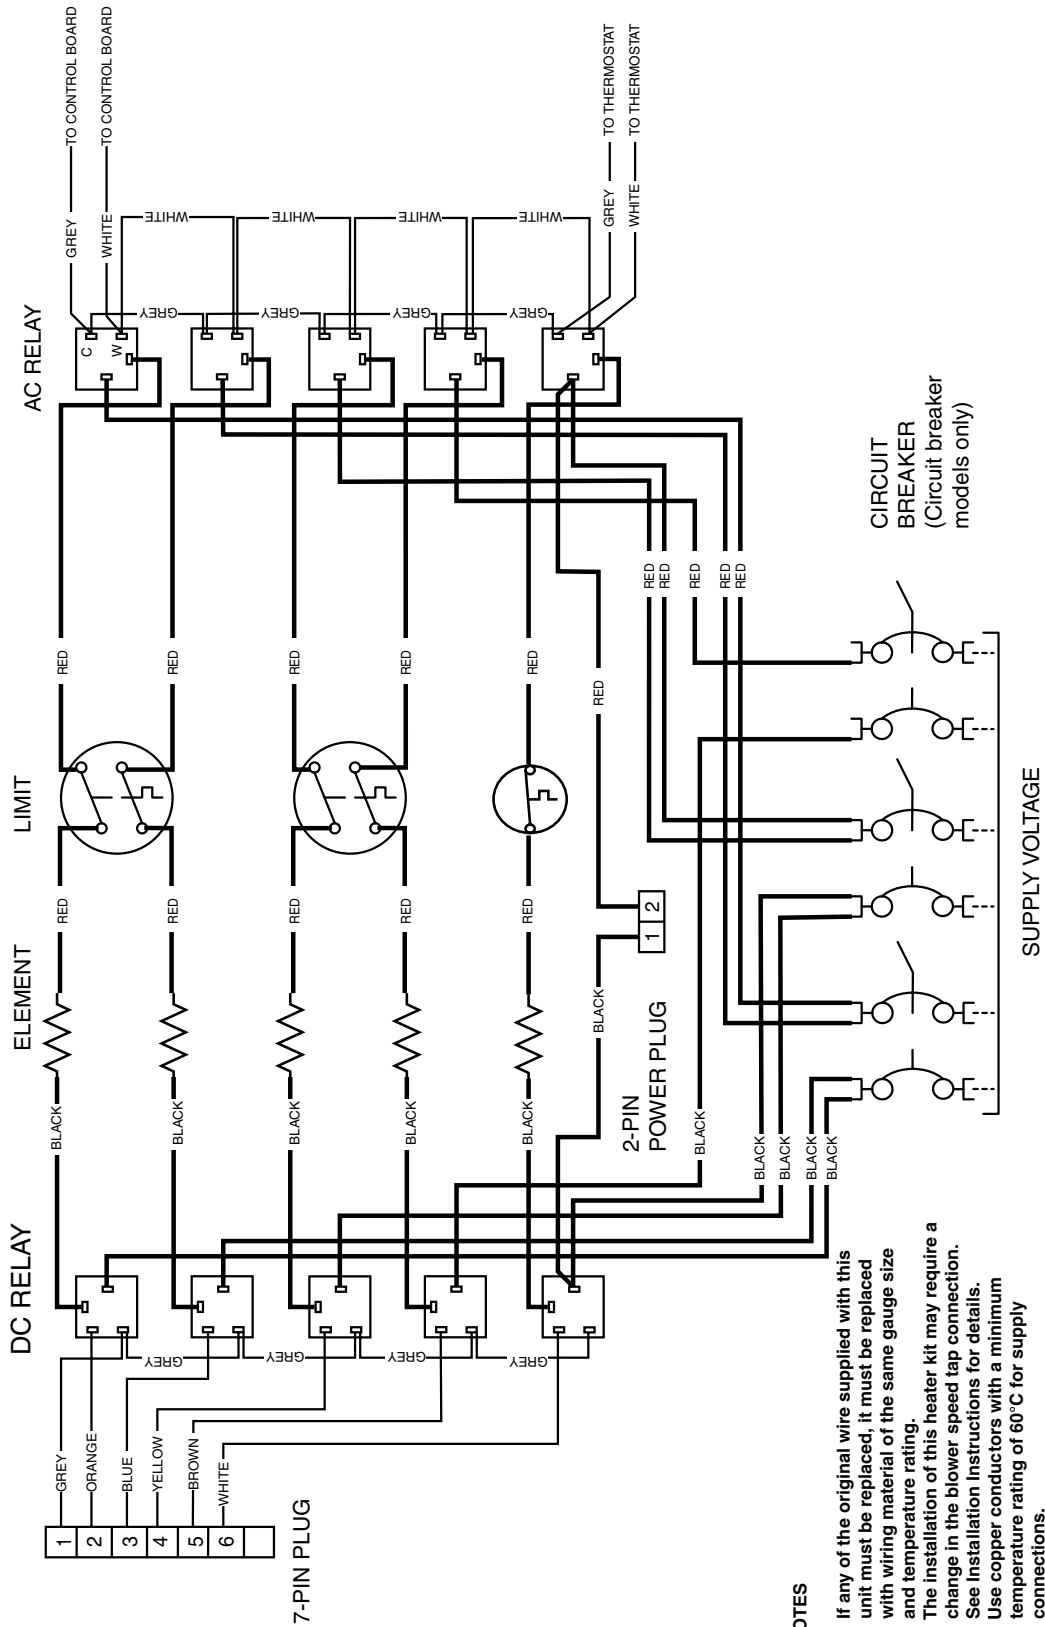 DC RELAY
ELEMENT
LIMIT
AC RELAY
1
2
3
4
5
6
7-PIN PLUG
GREY
ORANGE
BLUE
YELLOW
BROWN
WHITE
GREY
GREY
GREY
GREY
BLACK
BLACK
BLACK
BLACK
BLACK
RED
RED
RED
RED
RED
RED
RED
RED
RED
RED
C
W
GREY
GREY
GREY
GREY
WHITE
WHITE
WHITE
WHITE
GREY
TO CONTROL BOARD
WHITE
TO CONTROL BOARD
GREY
TO THERMOSTAT
WHITE
TO THERMOSTAT
BLACK
RED
1
2
2-PIN
POWER PLUG
RED
RED
RED
RED
RED
BLACK
BLACK
BLACK
BLACK
BLACK
CIRCUIT
BREAKER
(Circuit breaker
models only)
SUPPLY VOLTAGE
OTES
If any of the original wire supplied with this
unit must be replaced, it must be replaced
with wiring material of the same gauge size
and temperature rating.
The installation of this heater kit may require a
change in the blower speed tap connection.
See Installation Instructions for details.
Use copper conductors with a minimum
temperature rating of 60°C for supply
connections.